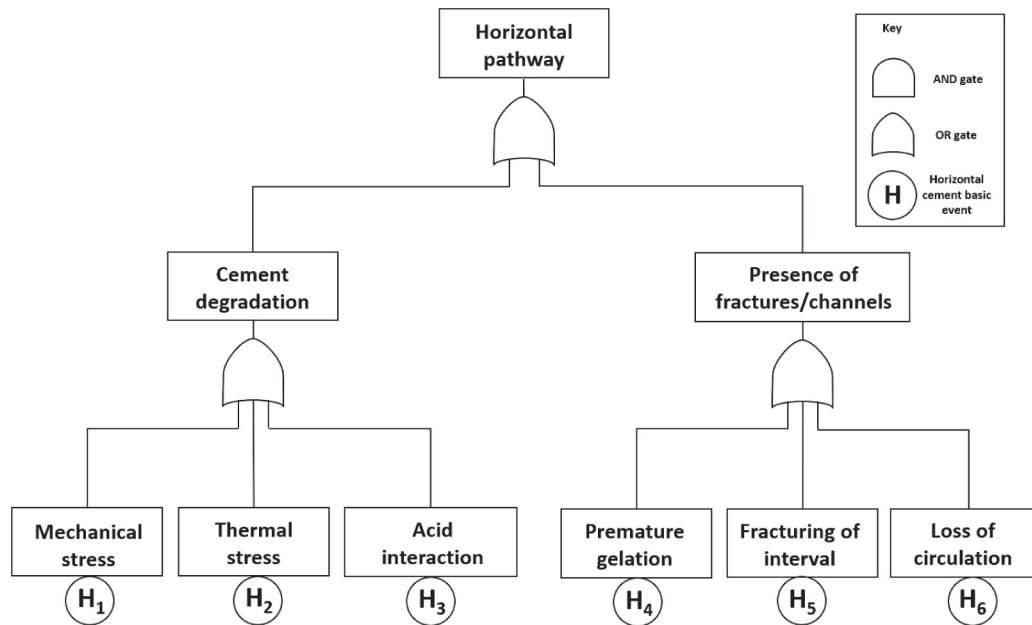 Horizontal
pathway
Key
AND gate
OR gate
H
Horizontal
cement basic
event
Cement
degradation
Presence of
fractures/channels
Mechanical
stress
Thermal
stress
Acid
interaction
Premature
gelation
Fracturing of
interval
Loss of
circulation
H₁
H₂
H₃
H₄
H₅
H₆